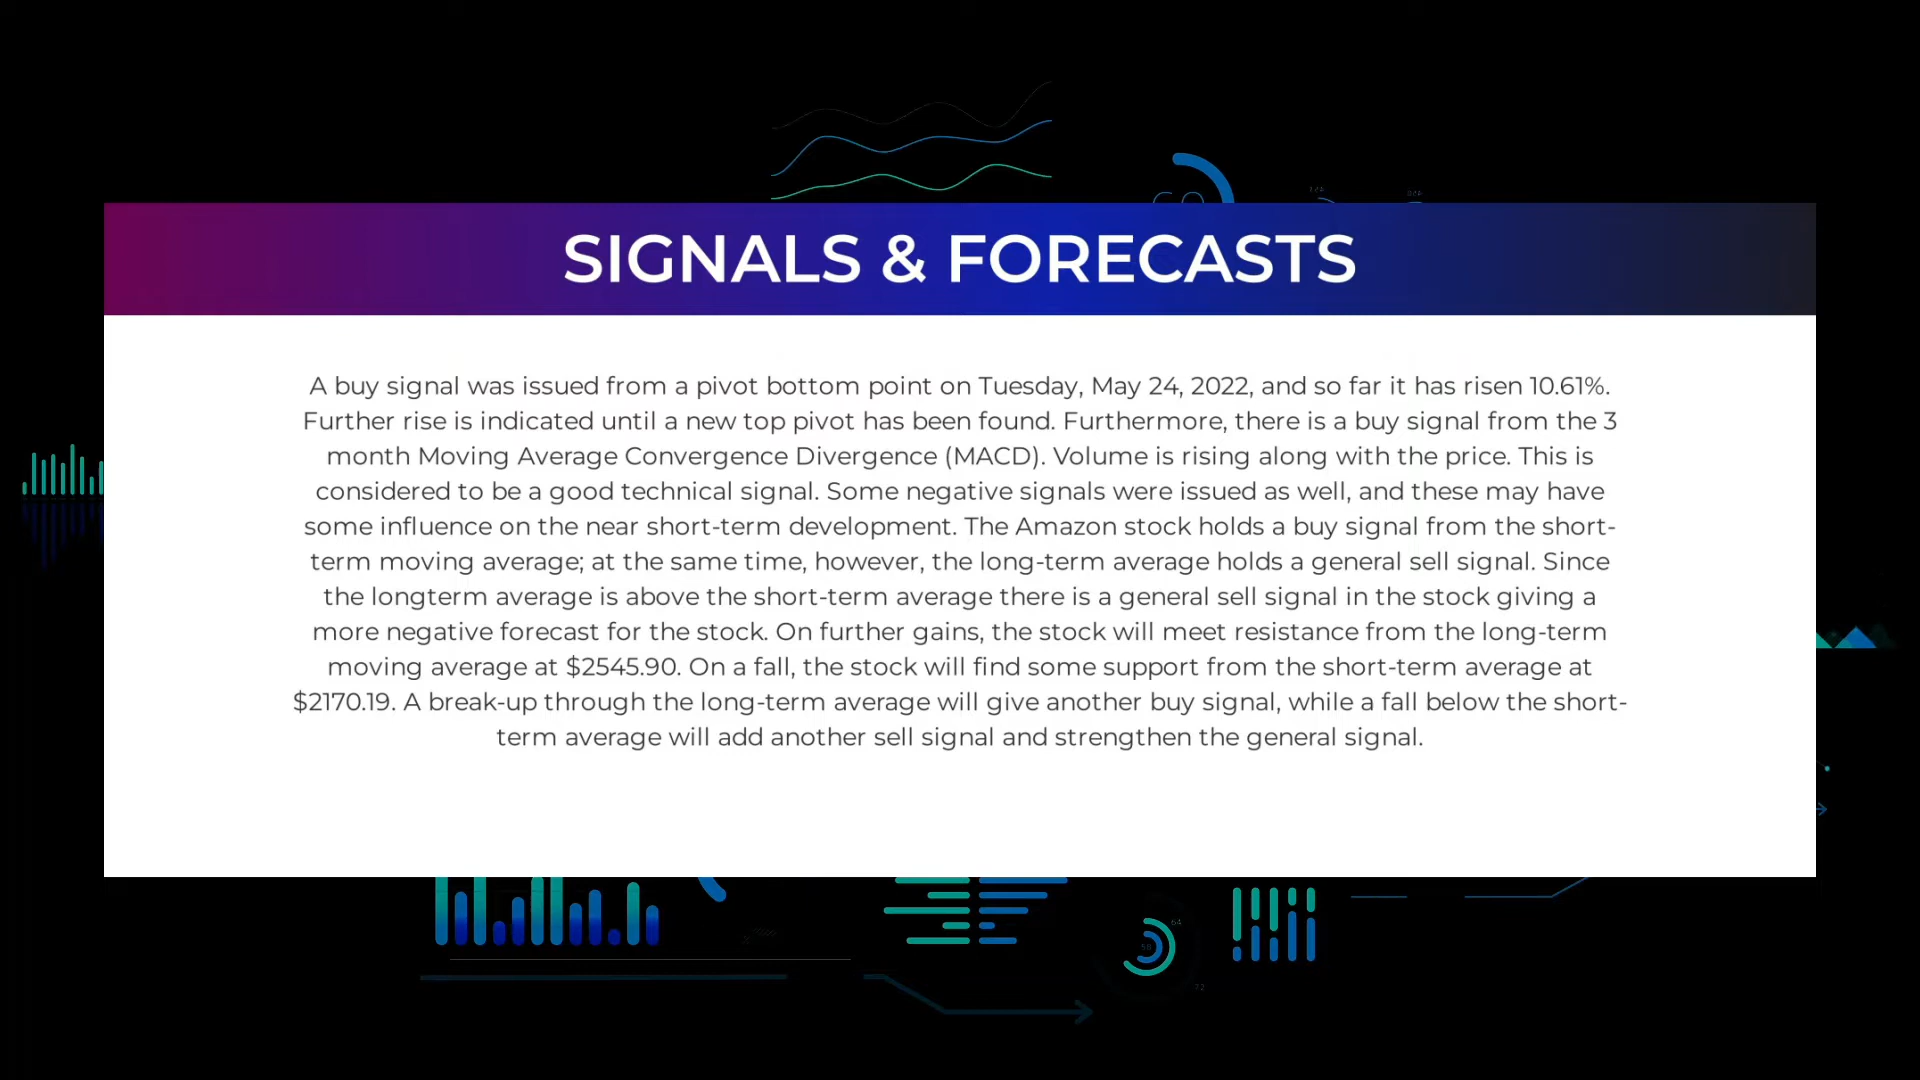 SIGNALS & FORECASTS
A buy signal was issued from a pivot bottom point on Tuesday, May 24, 2022, and so far it has risen 10.61%.
Further rise is indicated until a new top pivot has been found. Furthermore, there is a buy signal from the 3
month Moving Average Convergence Divergence (MACD). Volume is rising along with the price. This is
considered to be a good technical signal. Some negative signals were issued as well, and these may have
some influence on the near short-term development. The Amazon stock holds a buy signal from the short-
term moving average; at the same time, however, the long-term average holds a general sell signal. Since
the longterm average is above the short-term average there is a general sell signal in the stock giving a
more negative forecast for the stock. On further gains, the stock will meet resistance from the long-term
moving average at $2545.90. On a fall, the stock will find some support from the short-term average at
$2170.19. A break-up through the long-term average will give another buy signal, while a fall below the short-
term average will add another sell signal and strengthen the general signal.
64
72